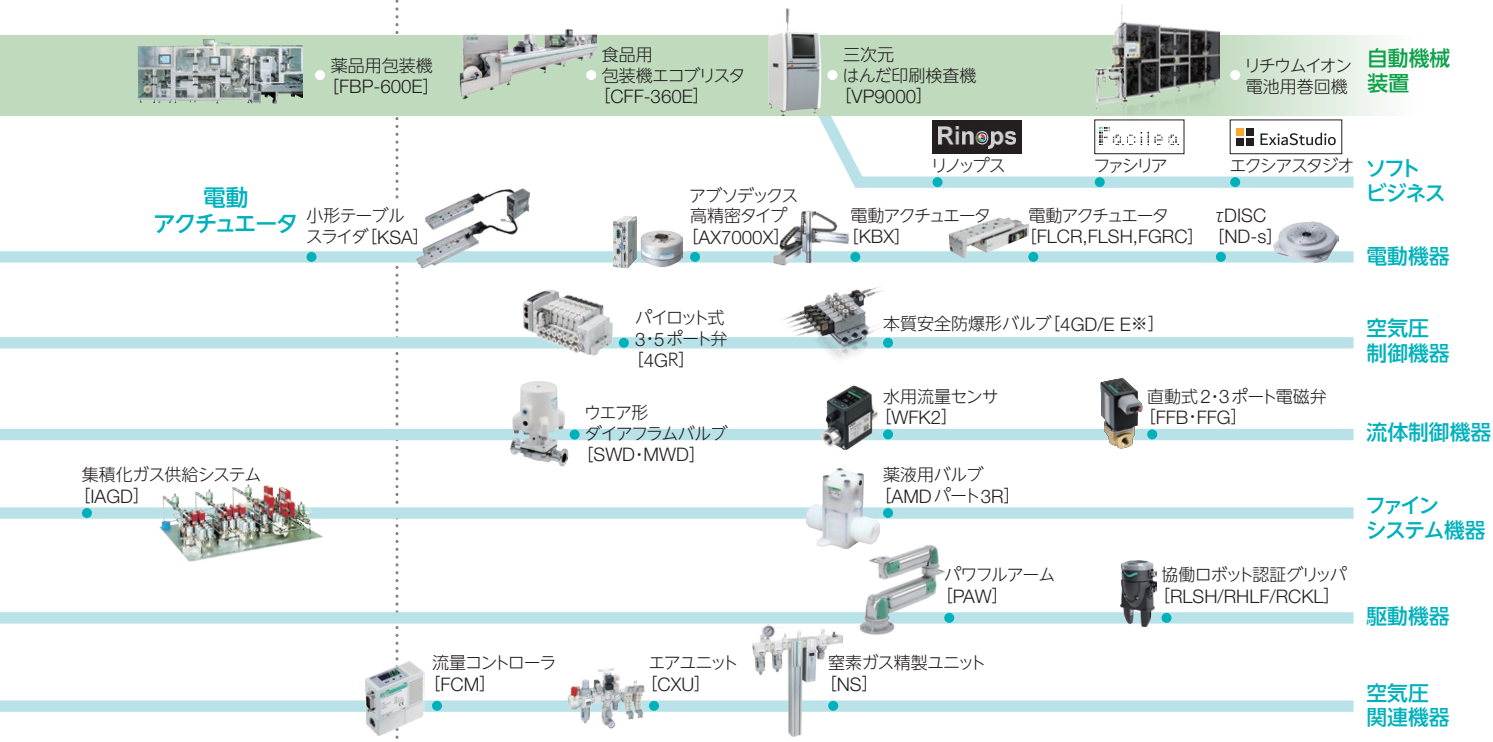 薬品用包装機
[FBP-600E]
食品用
包装機エコブリスタ
[CFF-360E]
三次元
はんだ印刷検査機
[VP9000]
リチウムイオン
電池用巻回機
自動機械
装置
Rinops
リノップス
Facilea
ファシリア
ExiaStudio
エクシアスタジオ
ソフト
ビジネス
電動
アクチュエータ
小形テーブル
スライダ[KSA]
アブソデックス
高精密タイプ
[AX7000X]
電動アクチュエータ
[KBX]
電動アクチュエータ
[FLCR,FLSH,FGRC]
τDISC
[ND-s]
電動機器
パイロット式
3・5ポート弁
[4GR]
本質安全防爆形バルブ[4GD/E E※]
空気圧
制御機器
ウエア形
ダイアフラムバルブ
[SWD・MWD]
水用流量センサ
[WFK2]
直動式2・3ポート電磁弁
[FFB・FFG]
流体制御機器
集積化ガス供給システム
[IAGD]
薬液用バルブ
[AMDパート3R]
ファイン
システム機器
パワフルアーム
[PAW]
協働ロボット認証グリッパ
[RLSH/RHLF/RCKL]
駆動機器
流量コントローラ
[FCM]
エアユニット
[CXU]
窒素ガス精製ユニット
[NS]
空気圧
関連機器